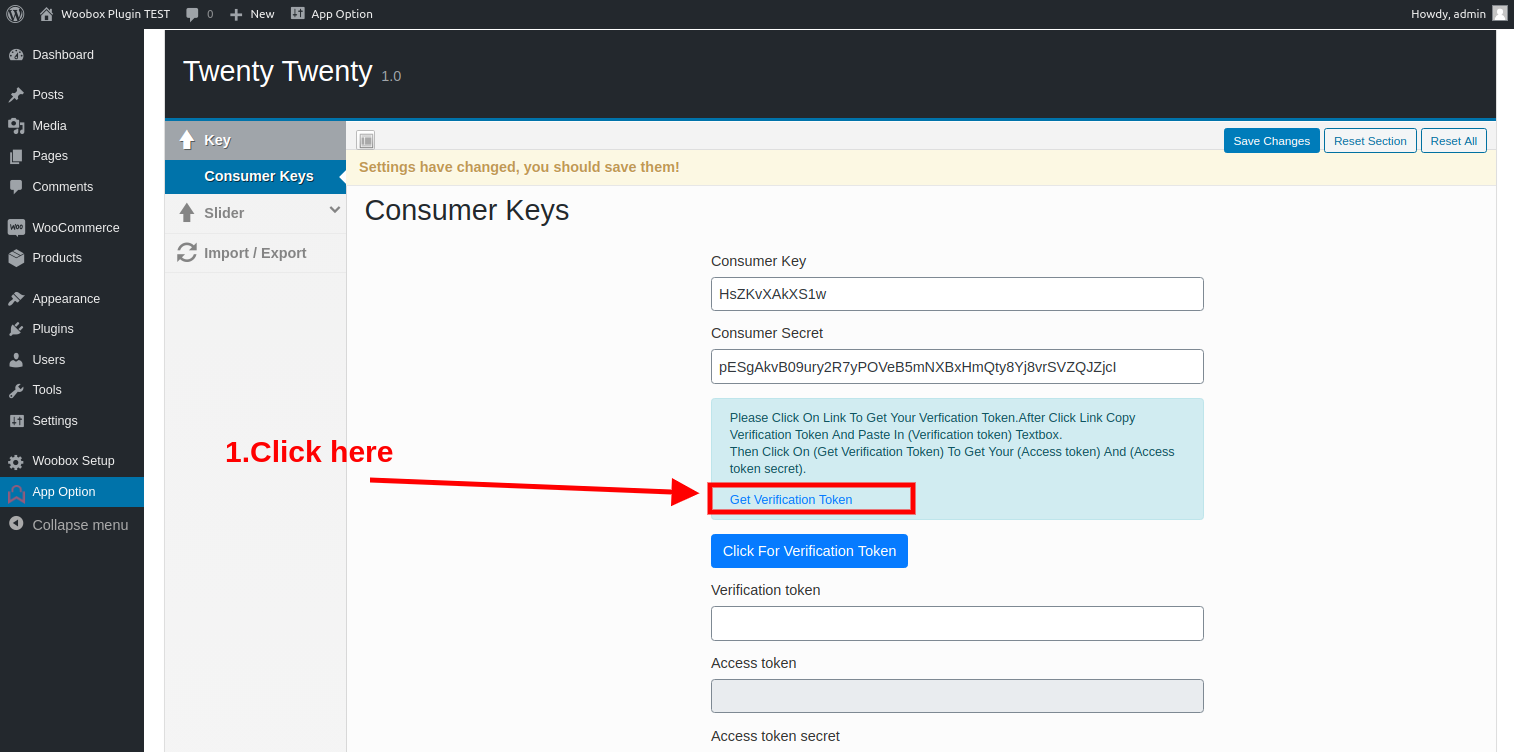 Woobox Plugin TEST
0
New
App Option
Howdy, admin
Dashboard
Posts
Media
Pages
Comments
WooCommerce
Products
Appearance
Plugins
Users
Tools
Settings
Woobox Setup
App Option
Collapse menu
Twenty Twenty 1.0
Key
Consumer Keys
Slider
Import / Export
Save Changes
Reset Section
Reset All
Settings have changed, you should save them!
Consumer Keys
Consumer Key
HsZKvXAkXS1w
Consumer Secret
pESgAkvB09ury2R7yPOVeB5mNXBxHmQty8Yj8vrSVZQJZjcI
Please Click On Link To Get Your Verfication Token.After Click Link Copy
Verification Token And Paste In (Verification token) Textbox.
Then Click On (Get Verification Token) To Get Your (Access token) And (Access
token secret).
1.Click here
Get Verification Token
Click For Verification Token
Verification token
Access token
Access token secret